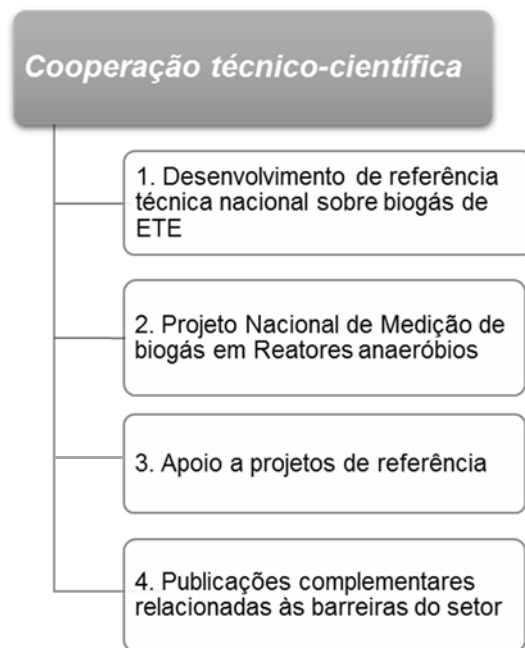 Cooperação técnico-científica
1. Desenvolvimento de referência
técnica nacional sobre biogás de
ETE
2. Projeto Nacional de Medição de
biogás em Reatores anaeróbios
3. Apoio a projetos de referência
4. Publicações complementares
relacionadas às barreiras do setor